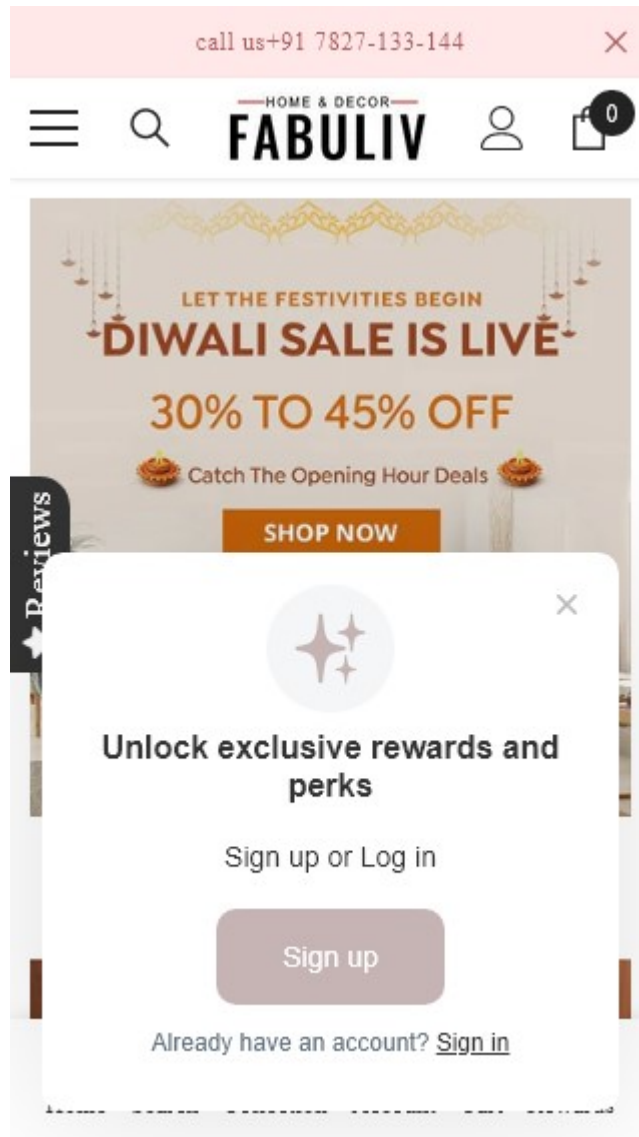 call us+91 7827-133-144
HOME & DECOR
FABULIV
0
LET THE FESTIVITIES BEGIN
DIWALI SALE IS LIVE
30% TO 45% OFF
Catch The Opening Hour Deals
SHOP NOW
Reviews
Unlock exclusive rewards and
perks
Sign up or Log in
Sign up
Already have an account? Sign in